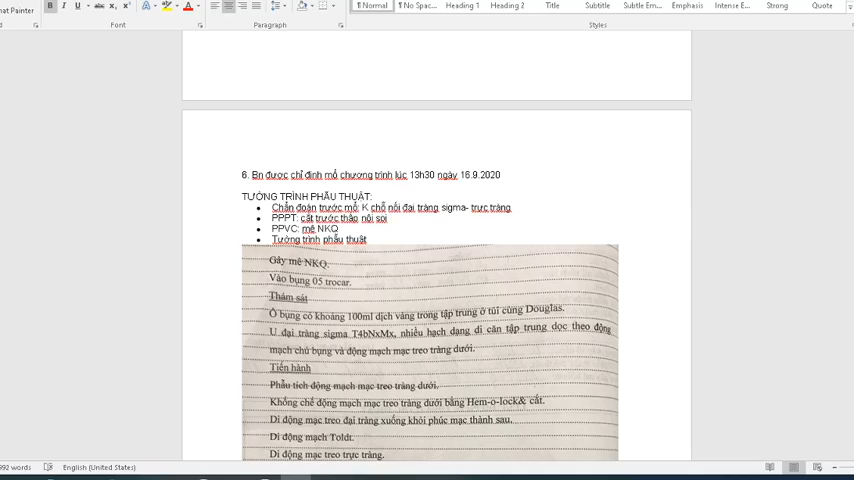 mat Painter
B I U abc x₂ x² A ab A
Font
Paragraph
¶ Normal ¶ No Spac... Heading 1 Heading 2 Title Subtitle Subtle Em... Emphasis Intense E... Strong Quote
Styles
6. Bn được chỉ định mổ chương trình lúc 13h30 ngày 16.9.2020
TƯỜNG TRÌNH PHẪU THUẬT:
• Chẩn đoán trước mổ: K chỗ nối đại tràng sigma- trực tràng
• PPPT: cắt trước thấp nội soi
• PPVC: mê NKQ
• Tường trình phẫu thuật
Gây mê NKQ.
Vào bụng 05 trocar.
Thám sát
Ổ bụng có khoảng 100ml dịch vàng trong tập trung ở túi cùng Douglas.
U đại tràng sigma T4bNxMx, nhiều hạch dạng di căn tập trung dọc theo động
mạch chủ bụng và động mạch mạc treo tràng dưới.
Tiến hành
Phẫu tích động mạch mạc treo tràng dưới.
Khống chế động mạch mạc treo tràng dưới bằng Hem-o-lock& cắt.
Di động mạc treo đại tràng xuống khỏi phúc mạc thành sau.
Di động mạch Toldt.
Di động mạc treo trực tràng.
992 words English (United States)